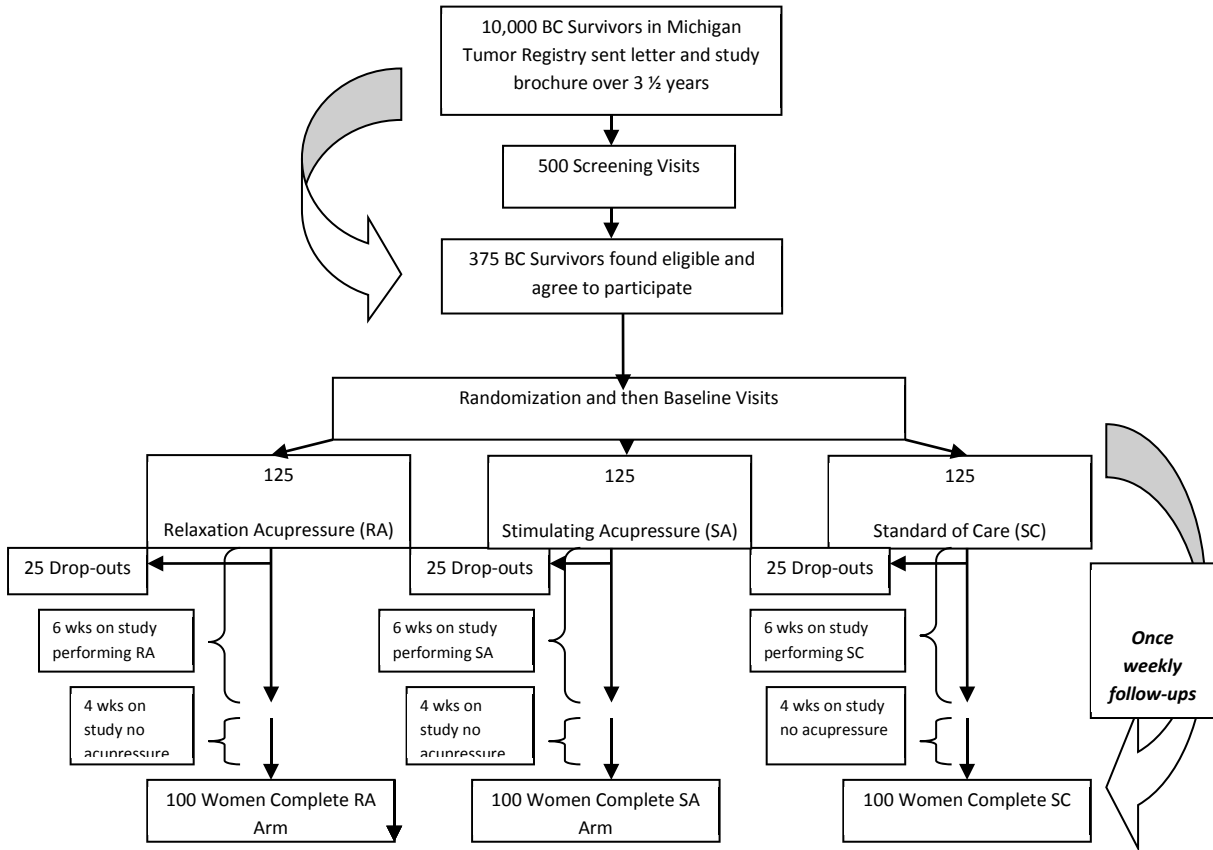 10,000 BC Survivors in Michigan
Tumor Registry sent letter and study
brochure over 3 ½ years
500 Screening Visits
375 BC Survivors found eligible and
agree to participate
Randomization and then Baseline Visits
125
Relaxation Acupressure (RA)
125
Stimulating Acupressure (SA)
125
Standard of Care (SC)
25 Drop-outs
25 Drop-outs
25 Drop-outs
6 wks on study
performing RA
6 wks on study
performing SA
6 wks on study
performing SC
Once
weekly
follow-ups
4 wks on
study no
acupressure
4 wks on
study no
acupressure
4 wks on study
no acupressure
100 Women Complete RA
Arm
100 Women Complete SA
Arm
100 Women Complete SC